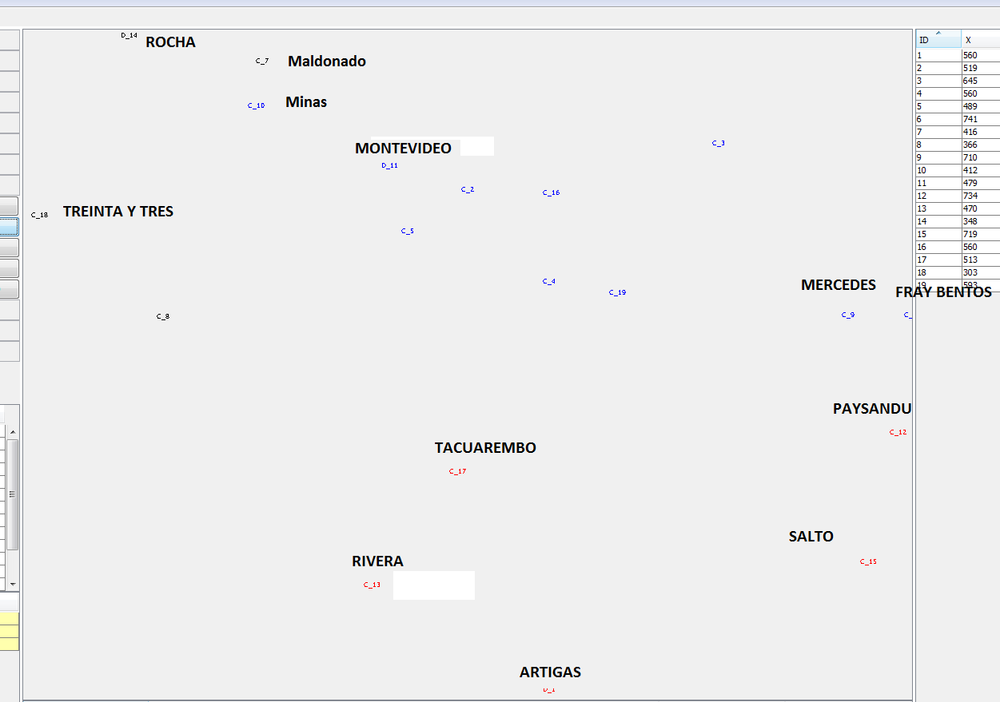 D_14 ROCHA
C_7 Maldonado
C_10 Minas
MONTEVIDEO
D_11
C_3
C_2
C_16
C_18 TREINTA Y TRES
C_5
C_4
C_19
MERCEDES
FRAY BENTOS
C_8
C_9
C_
PAYSANDU
C_12
TACUAREMBO
C_17
SALTO
RIVERA
C_15
C_13
ARTIGAS
D_1
ID X
1 560
2 519
3 645
4 560
5 489
6 741
7 416
8 366
9 710
10 412
11 479
12 734
13 470
14 348
15 719
16 560
17 513
18 303
19 593